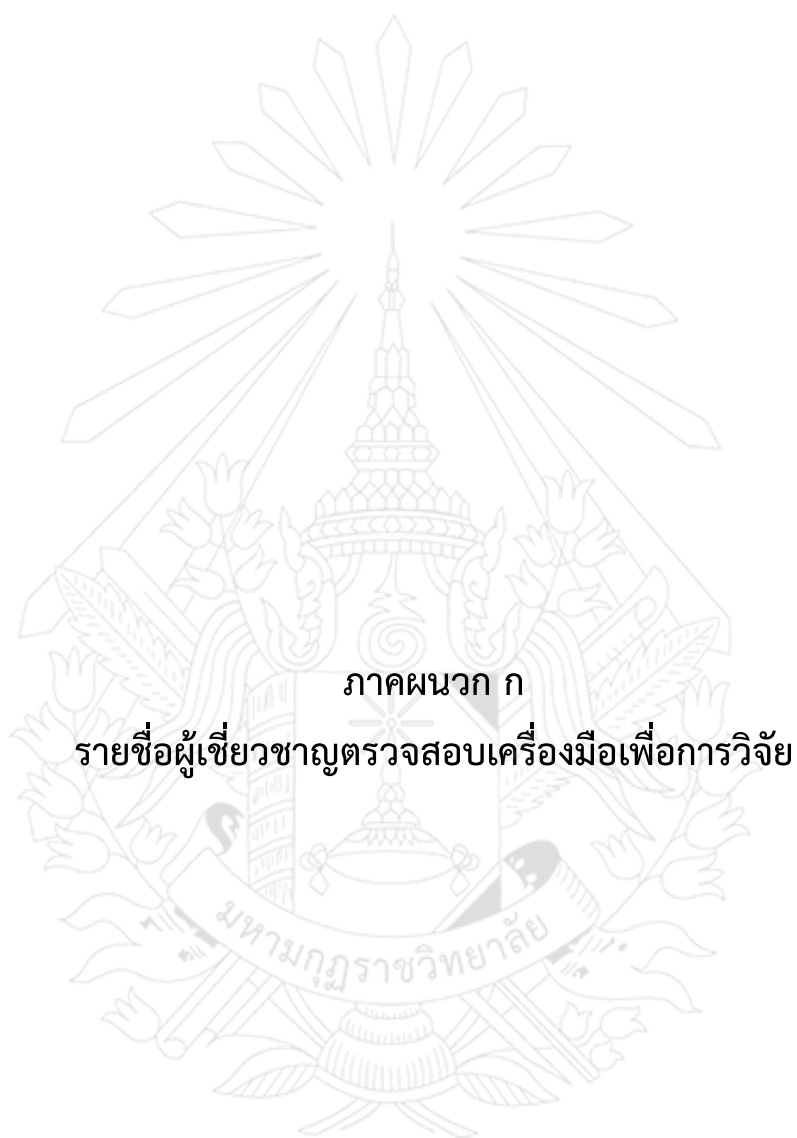 ภาคผนวก ก
รายชื่อผู้เชี่ยวชาญตรวจสอบเครื่องมือเพื่อการวิจัย
มหามกุฏราชวิทยาลัย